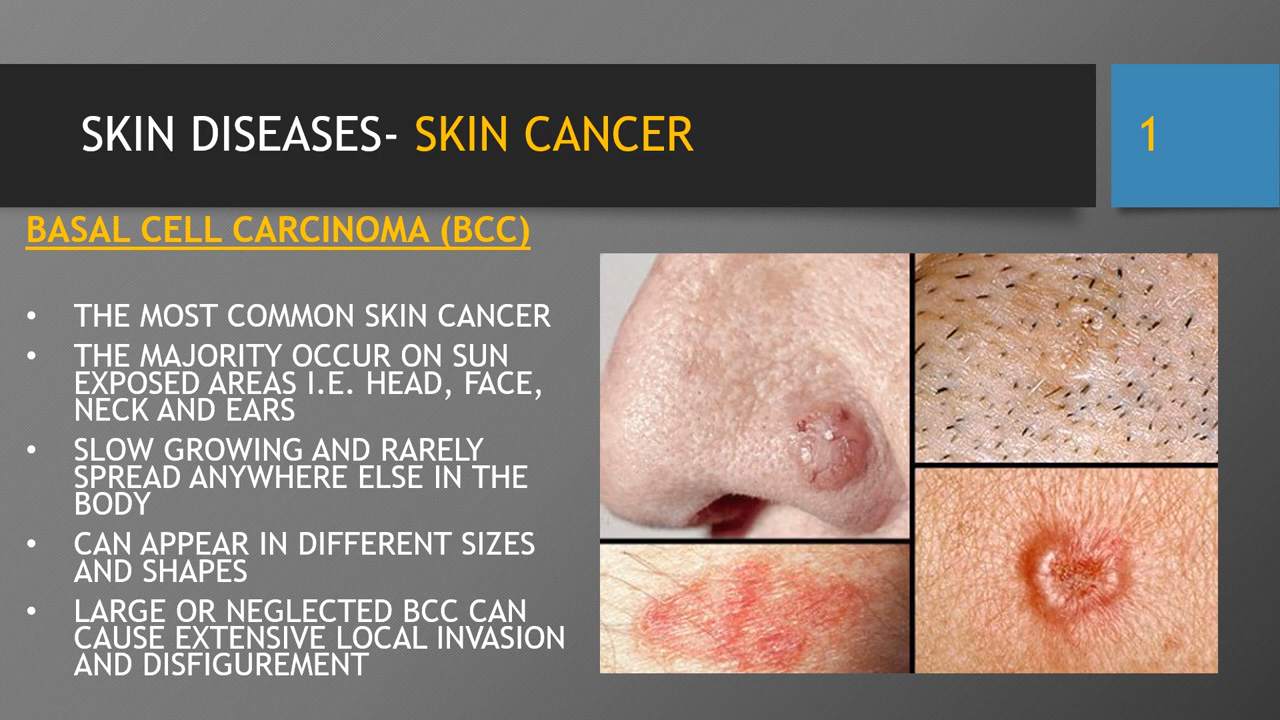 SKIN DISEASES- SKIN CANCER
1
BASAL CELL CARCINOMA (BCC)
• THE MOST COMMON SKIN CANCER
• THE MAJORITY OCCUR ON SUN
EXPOSED AREAS I.E. HEAD, FACE,
NECK AND EARS
• SLOW GROWING AND RARELY
SPREAD ANYWHERE ELSE IN THE
BODY
• CAN APPEAR IN DIFFERENT SIZES
AND SHAPES
• LARGE OR NEGLECTED BCC CAN
CAUSE EXTENSIVE LOCAL INVASION
AND DISFIGUREMENT